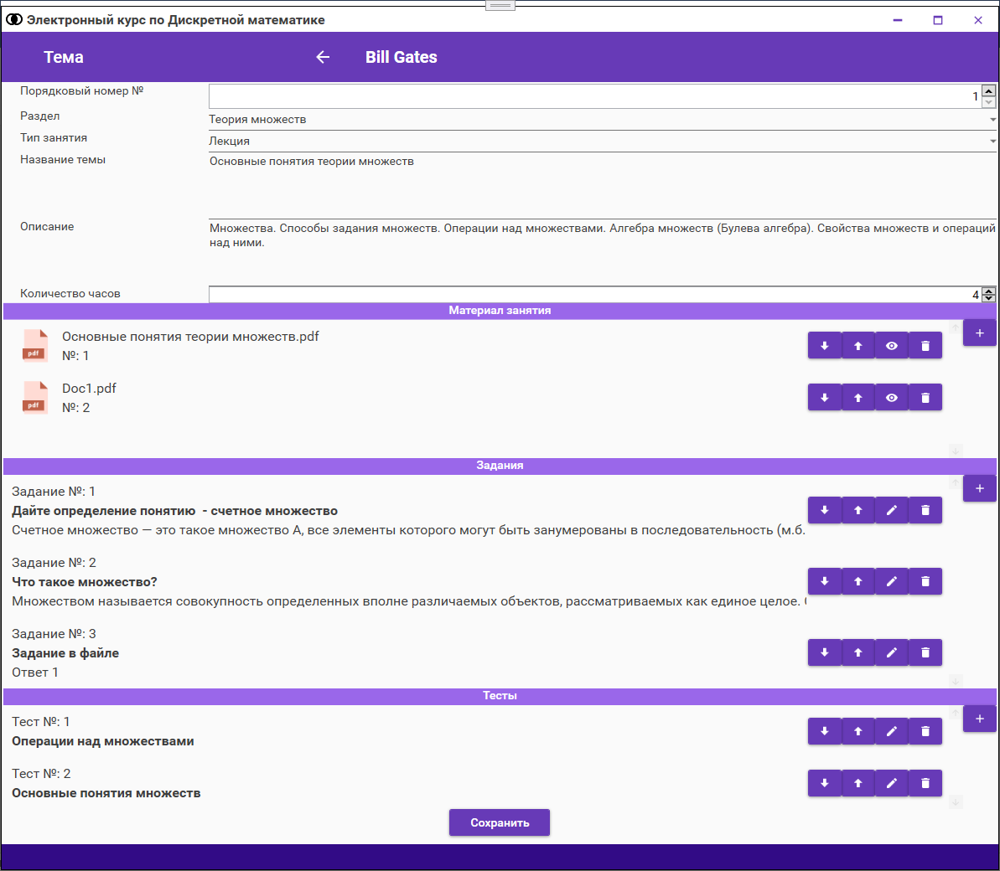 Электронный курс по Дискретной математике
Тема
Bill Gates
Порядковый номер №
1
Раздел
Теория множеств
Тип занятия
Лекция
Название темы
Основные понятия теории множеств
Описание
Множества. Способы задания множеств. Операции над множествами. Алгебра множеств (Булева алгебра). Свойства множеств и операций
над ними.
Количество часов
4
Материал занятия
pdf
Основные понятия теории множеств.pdf
№: 1
pdf
Doc1.pdf
№: 2
Задания
Задание №: 1
Дайте определение понятию  - счетное множество
Счетное множество — это такое множество А, все элементы которого могут быть занумерованы в последовательность (м.б.
Задание №: 2
Что такое множество?
Множеством называется совокупность определенных вполне различаемых объектов, рассматриваемых как единое целое.
Задание №: 3
Задание в файле
Ответ 1
Тесты
Тест №: 1
Операции над множествами
Тест №: 2
Основные понятия множеств
Сохранить